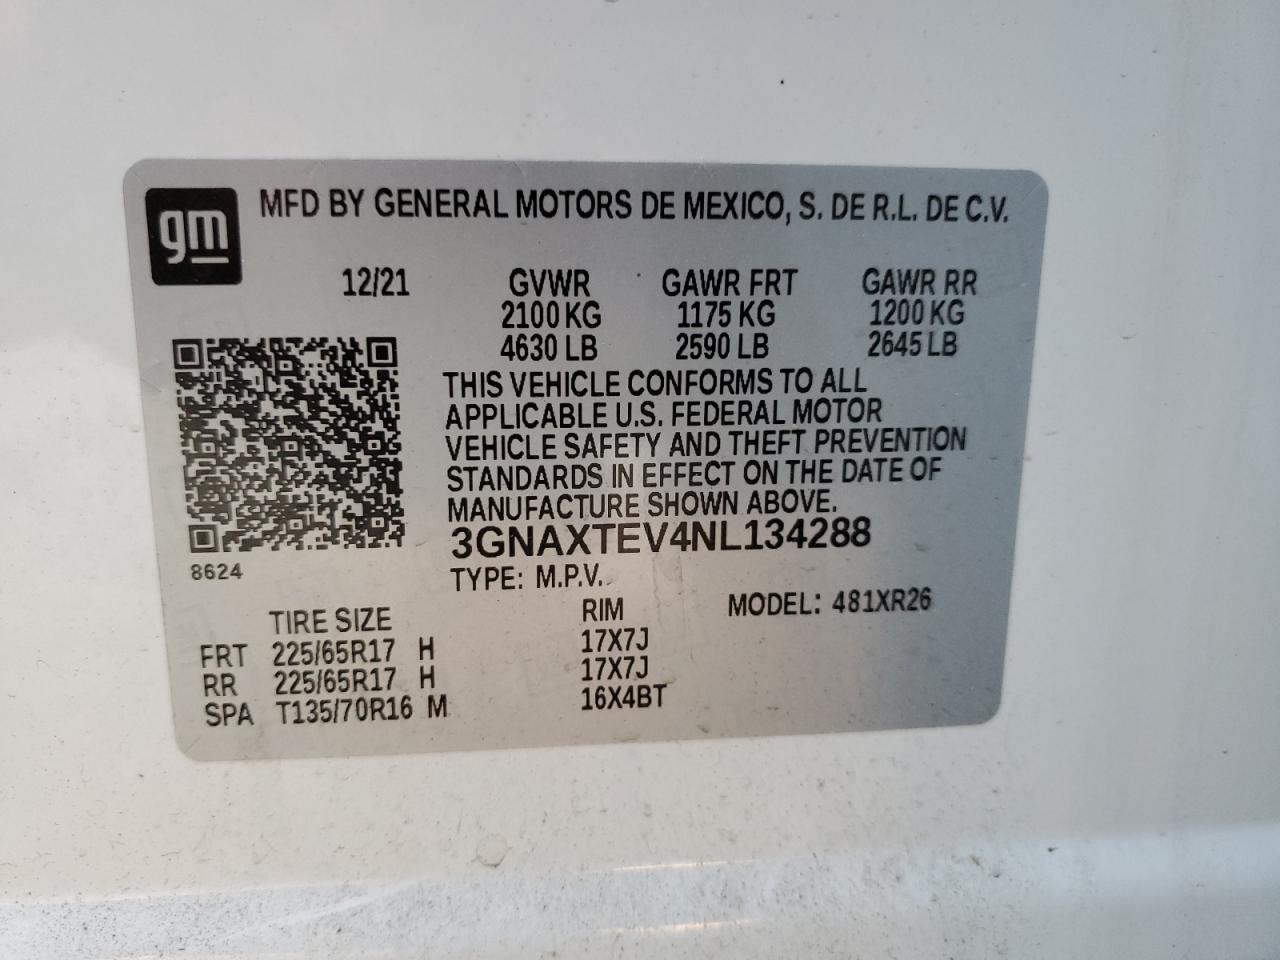 gm
MFD BY GENERAL MOTORS DE MEXICO, S. DE R.L. DE C.V.
12/21 GVWR GAWR FRT GAWR RR
2100 KG 1175 KG 1200 KG
4630 LB 2590 LB 2645 LB
THIS VEHICLE CONFORMS TO ALL
APPLICABLE U.S. FEDERAL MOTOR
VEHICLE SAFETY AND THEFT PREVENTION
STANDARDS IN EFFECT ON THE DATE OF
MANUFACTURE SHOWN ABOVE.
3GNAXTEV4NL134288
8624
TYPE: M.P.V.
TIRE SIZE RIM MODEL: 481XR26
FRT 225/65R17 H 17X7J
RR 225/65R17 H 17X7J
SPA T135/70R16 M 16X4BT